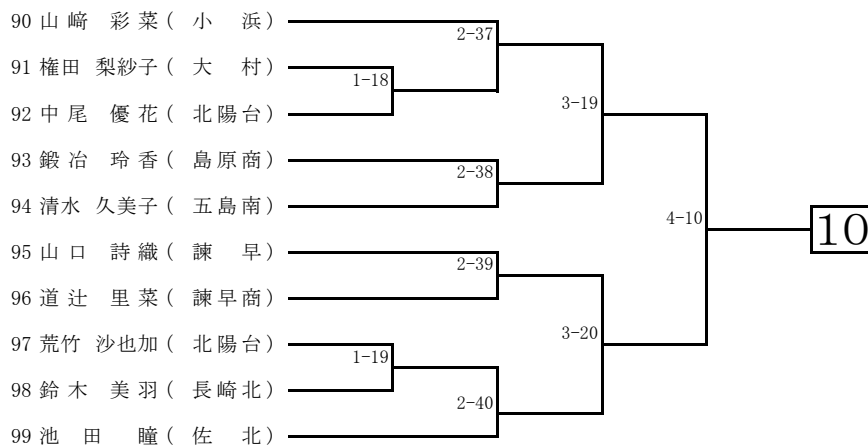 90 山﨑 彩菜 ( 小 浜 )
2-37
91 権田 梨紗子 ( 大 村 )
1-18
92 中尾 優花 ( 北陽台 )
3-19
93 鍛冶 玲香 ( 島原商 )
2-38
94 清水 久美子 ( 五島南 )
4-10
10
95 山口 詩織 ( 諫 早 )
2-39
96 道辻 里菜 ( 諫早商 )
3-20
97 荒竹 沙也加 ( 北陽台 )
1-19
98 鈴木 美羽 ( 長崎北 )
2-40
99 池田 瞳 ( 佐 北 )